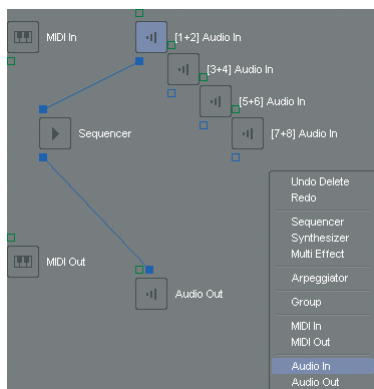 MIDI In
[1+2] Audio In
[3+4] Audio In
[5+6] Audio In
Sequencer
[7+8] Audio In
MIDI Out
Audio Out
Undo Delete
Redo
Sequencer
Synthesizer
Multi Effect
Arpeggiator
Group
MIDI In
MIDI Out
Audio In
Audio Out